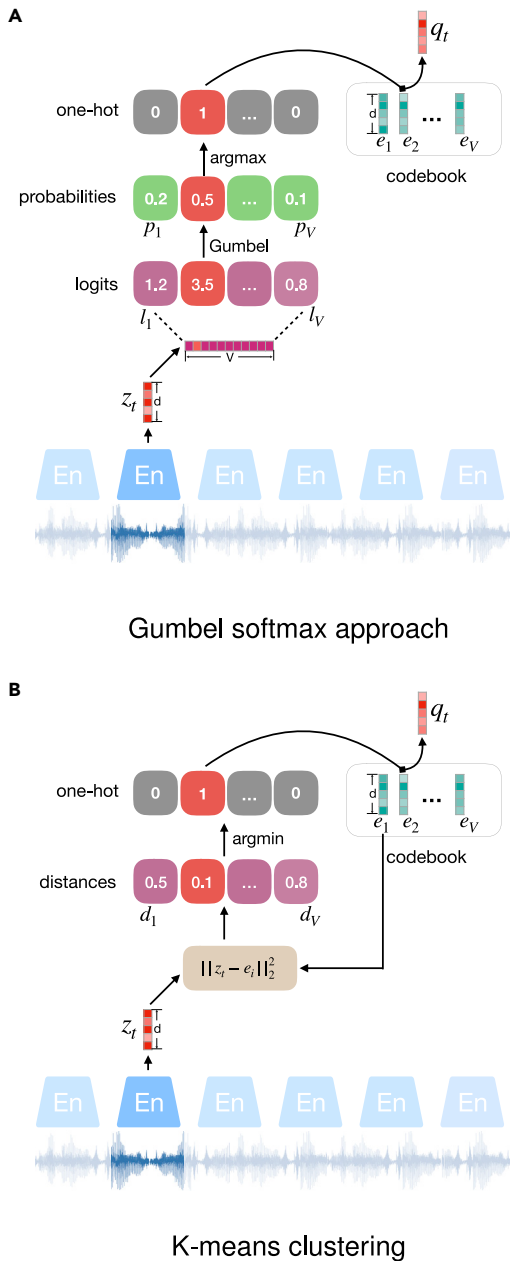 A
q_t
one-hot
0 1 ... 0
d
...
e_1 e_2 e_V
codebook
argmax
probabilities
0.2 0.5 ... 0.1
p_1 p_V
Gumbel
logits
1.2 3.5 ... 0.8
l_1 l_V
V
z_t
d
En En En En En En
Gumbel softmax approach
B
q_t
one-hot
0 1 ... 0
d
...
e_1 e_2 e_V
codebook
argmin
distances
0.5 0.1 ... 0.8
d_1 d_V
||z_t − e_i||_2^2
z_t
d
En En En En En En
K-means clustering